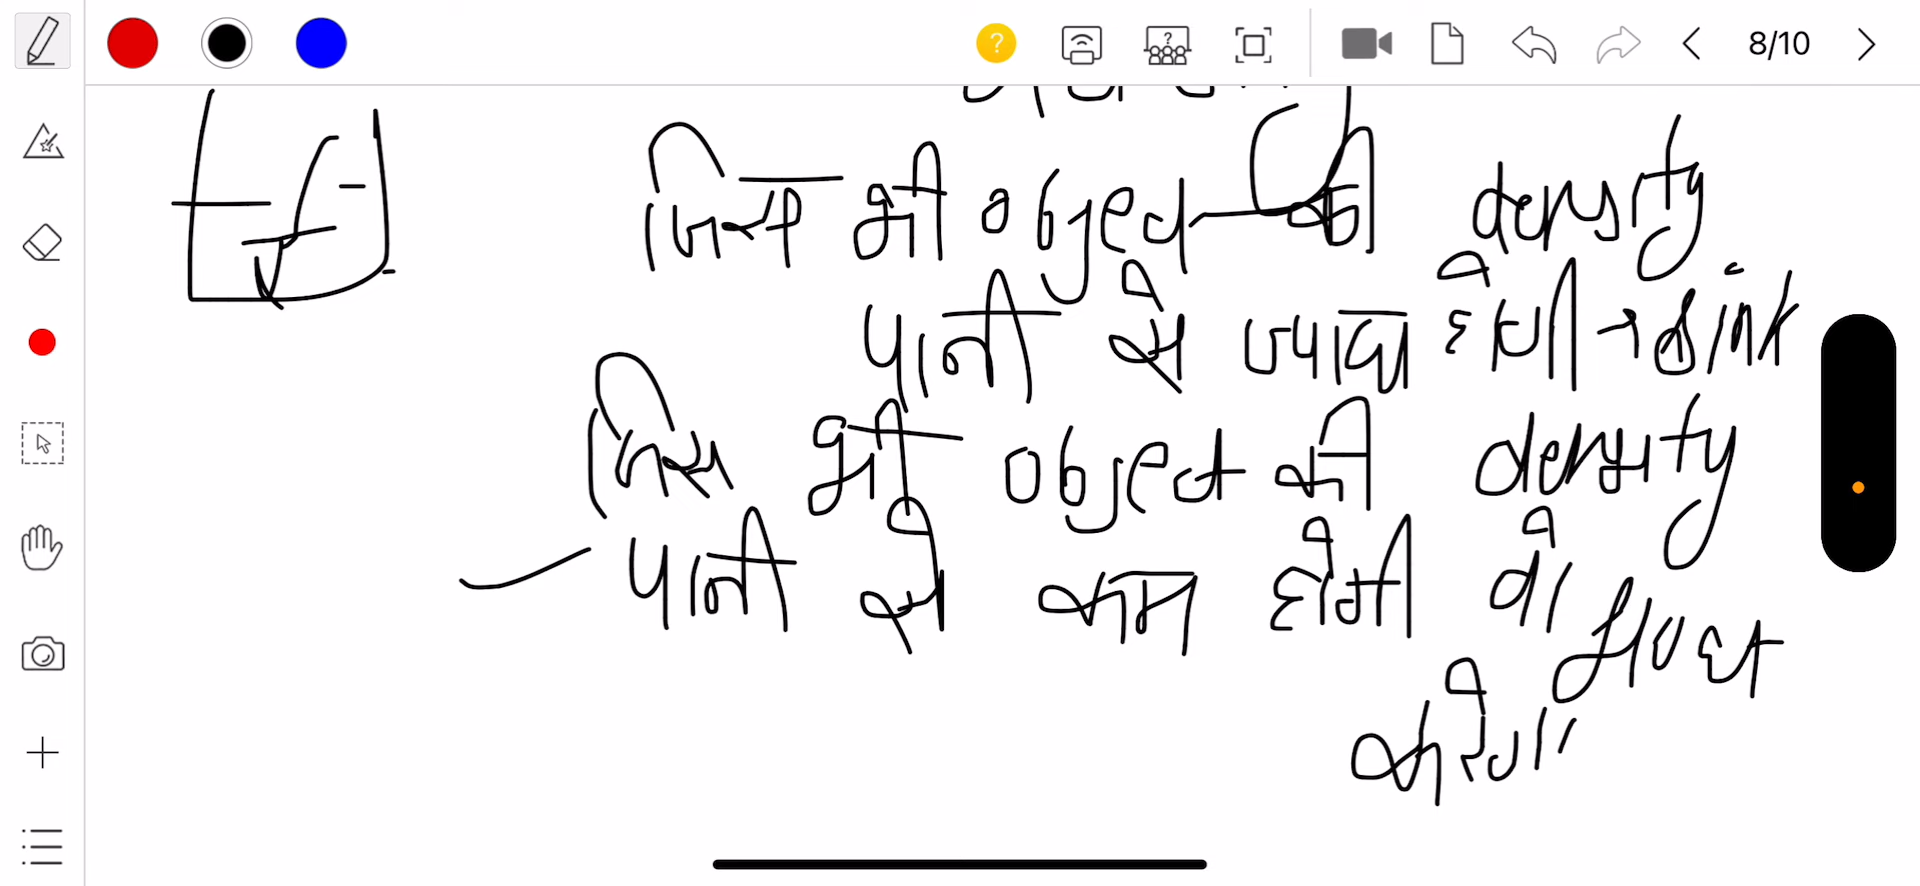 8/10
जिस भी object की density
पानी से ज्यादा होगी → sink
जिस भी object की density
पानी से कम होगी वो float
करेगा